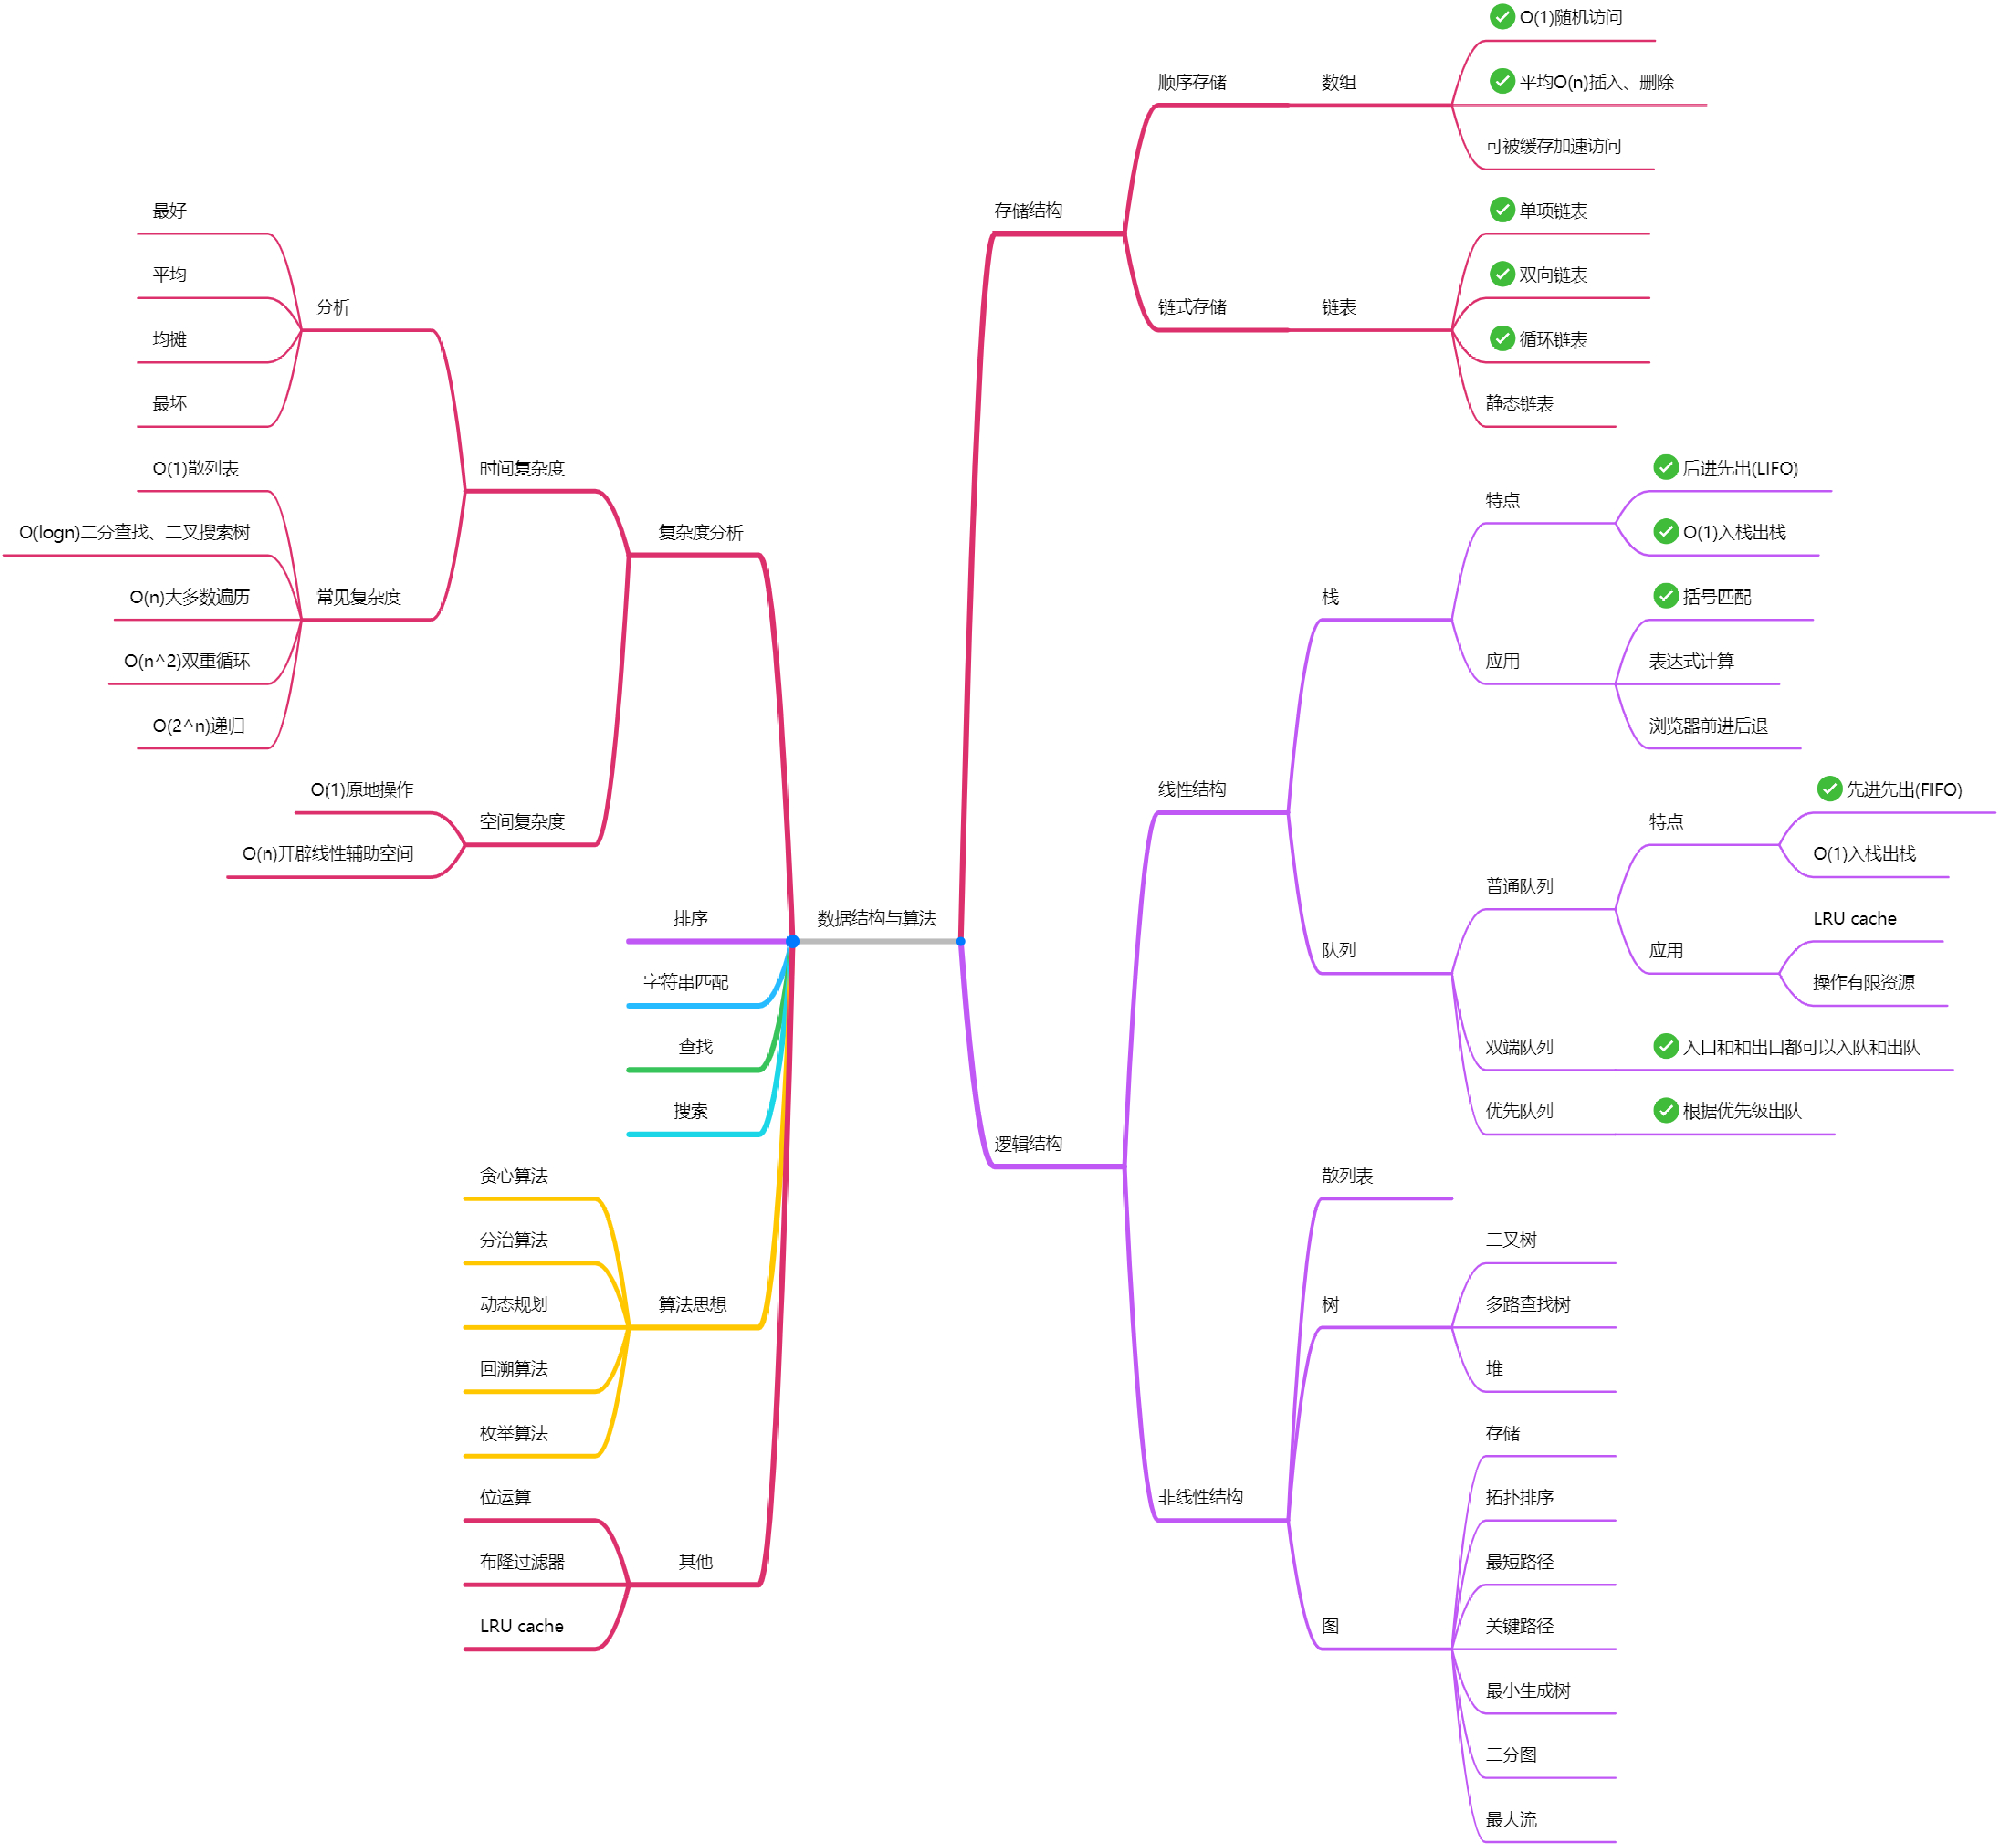 数据结构与算法
存储结构
顺序存储
数组
O(1)随机访问
平均O(n)插入、删除
可被缓存加速访问
链式存储
链表
单项链表
双向链表
循环链表
静态链表
逻辑结构
线性结构
栈
特点
后进先出(LIFO)
O(1)入栈出栈
应用
括号匹配
表达式计算
浏览器前进后退
队列
普通队列
特点
先进先出(FIFO)
O(1)入栈出栈
应用
LRU cache
操作有限资源
双端队列
入口和和出口都可以入队和出队
优先队列
根据优先级出队
非线性结构
散列表
树
二叉树
多路查找树
堆
图
存储
拓扑排序
最短路径
关键路径
最小生成树
二分图
最大流
复杂度分析
时间复杂度
分析
最好
平均
均摊
最坏
常见复杂度
O(1)散列表
O(logn)二分查找、二叉搜索树
O(n)大多数遍历
O(n^2)双重循环
O(2^n)递归
空间复杂度
O(1)原地操作
O(n)开辟线性辅助空间
排序
字符串匹配
查找
搜索
算法思想
贪心算法
分治算法
动态规划
回溯算法
枚举算法
其他
位运算
布隆过滤器
LRU cache